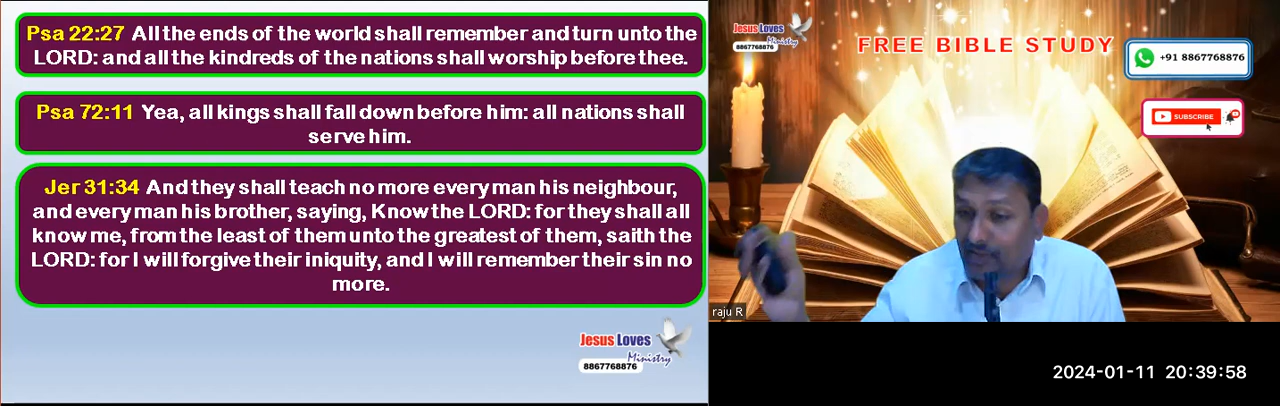 Psa 22:27 All the ends of the world shall remember and turn unto the
LORD: and all the kindreds of the nations shall worship before thee.
Psa 72:11 Yea, all kings shall fall down before him: all nations shall
serve him.
Jer 31:34 And they shall teach no more every man his neighbour,
and every man his brother, saying, Know the LORD: for they shall all
know me, from the least of them unto the greatest of them, saith the
LORD: for I will forgive their iniquity, and I will remember their sin no
more.
Jesus Loves
Ministry
8867768876
Jesus Loves
Ministry
8867768876
FREE BIBLE STUDY
+91 8867768876
SUBSCRIBE
raju R
2024-01-11 20:39:58